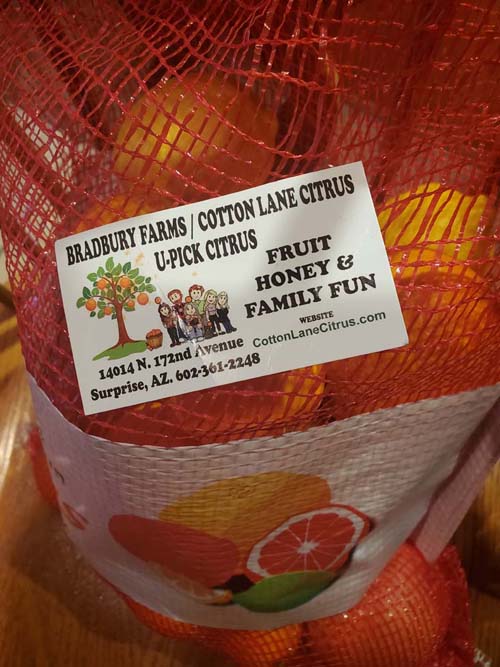 BRADBURY FARMS / COTTON LANE CITRUS
U-PICK CITRUS
FRUIT
HONEY &
FAMILY FUN
WEBSITE
CottonLaneCitrus.com
14014 N. 172nd Avenue
Surprise, AZ. 602-361-2248